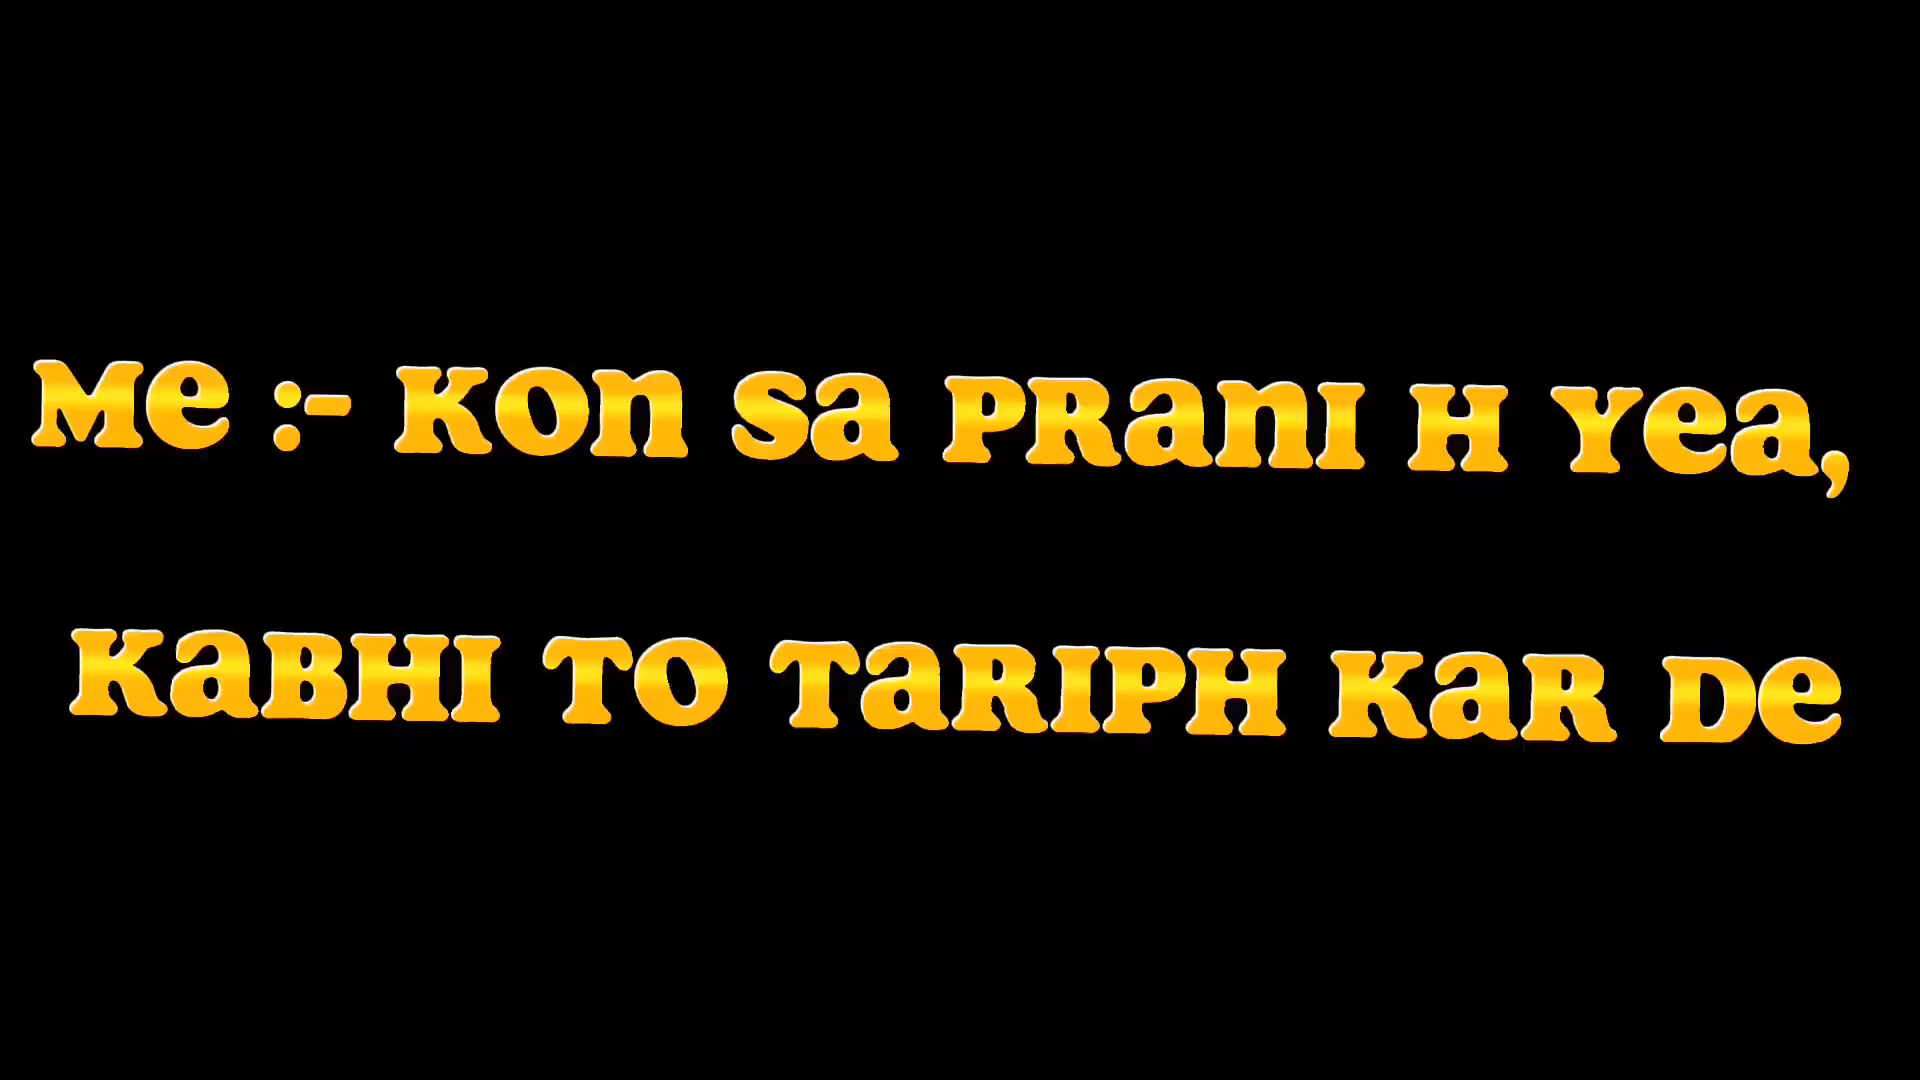 Me :- Kon sa prani h yea,
Kabhi to tariph kar de